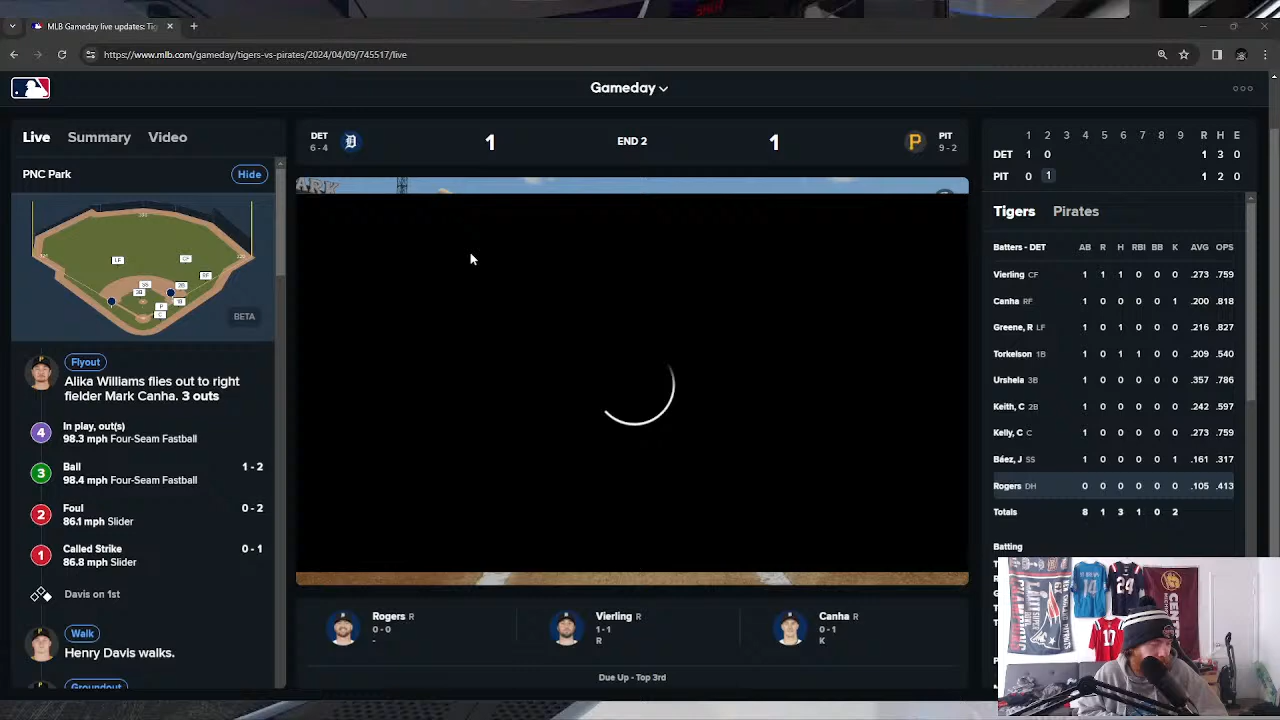 MLB Gameday live updates: Tig
https://www.mlb.com/gameday/tigers-vs-pirates/2024/04/09/745517/live
Gameday
Live Summary Video
PNC Park
Hide
BETA
Flyout
Alika Williams flies out to right
fielder Mark Canha. 3 outs
4 In play, out(s)
98.3 mph Four-Seam Fastball
3 Ball 1 - 2
98.4 mph Four-Seam Fastball
2 Foul 0 - 2
86.1 mph Slider
1 Called Strike 0 - 1
86.8 mph Slider
Davis on 1st
Walk
Henry Davis walks.
Groundout
DET
6-4
1
END 2
1
PIT
9-2
Rogers R
0 - 0
-
Vierling R
1 - 1
R
Canha R
0 - 1
K
Due Up - Top 3rd
1 2 3 4 5 6 7 8 9 R H E
DET 1 0 1 3 0
PIT 0 1 1 2 0
Tigers Pirates
Batters - DET AB R H RBI BB K AVG OPS
Vierling CF 1 1 1 0 0 0 .273 .759
Canha RF 1 0 0 0 0 1 .200 .818
Greene, R LF 1 0 1 0 0 0 .216 .827
Torkelson 1B 1 0 1 1 0 0 .209 .540
Urshela 3B 1 0 0 0 0 0 .357 .786
Keith, C 2B 1 0 0 0 0 0 .242 .597
Kelly, C C 1 0 0 0 0 0 .273 .759
Báez, J SS 1 0 0 0 0 1 .161 .317
Rogers DH 0 0 0 0 0 0 .105 .413
Totals 8 1 3 1 0 2
Batting